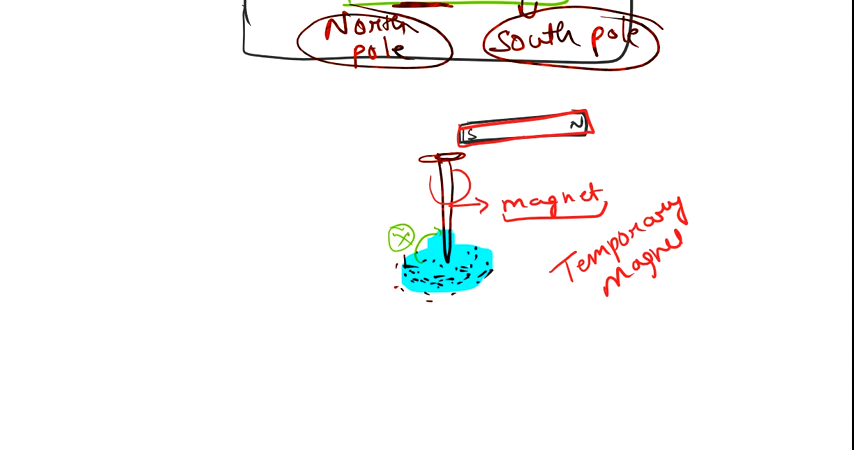 North
pole
South pole
S N
magnet
Temporary
Magnet